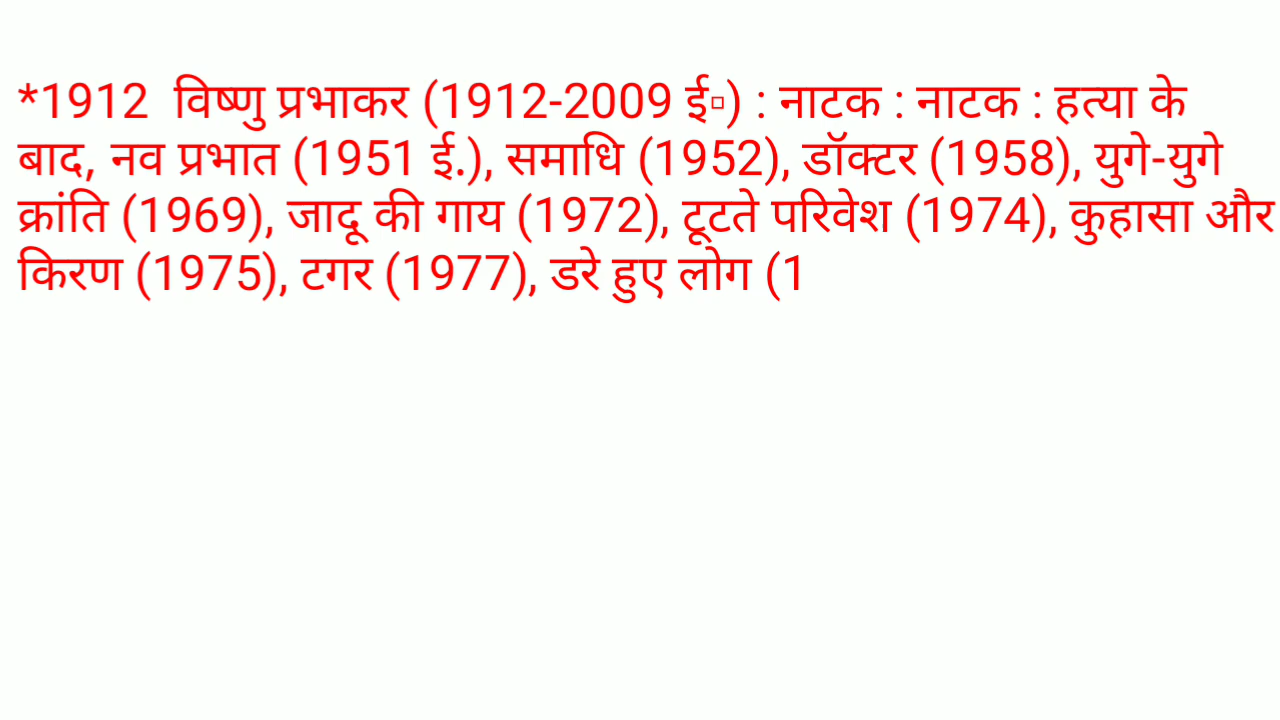 *1912  विष्णु प्रभाकर (1912-2009 ई▫) : नाटक : नाटक : हत्या के
बाद, नव प्रभात (1951 ई.), समाधि (1952), डॉक्टर (1958), युगे-युगे
क्रांति (1969), जादू की गाय (1972), टूटते परिवेश (1974), कुहासा और
किरण (1975), टगर (1977), डरे हुए लोग (1